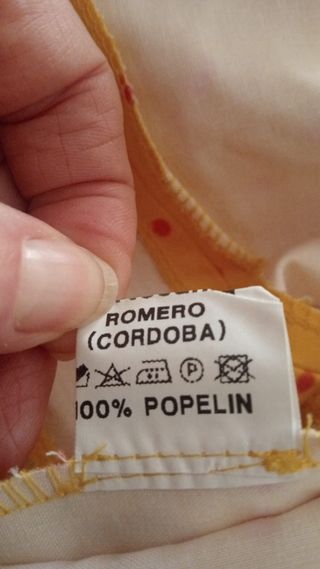 ROMERO
(CORDOBA)
P
100% POPELIN